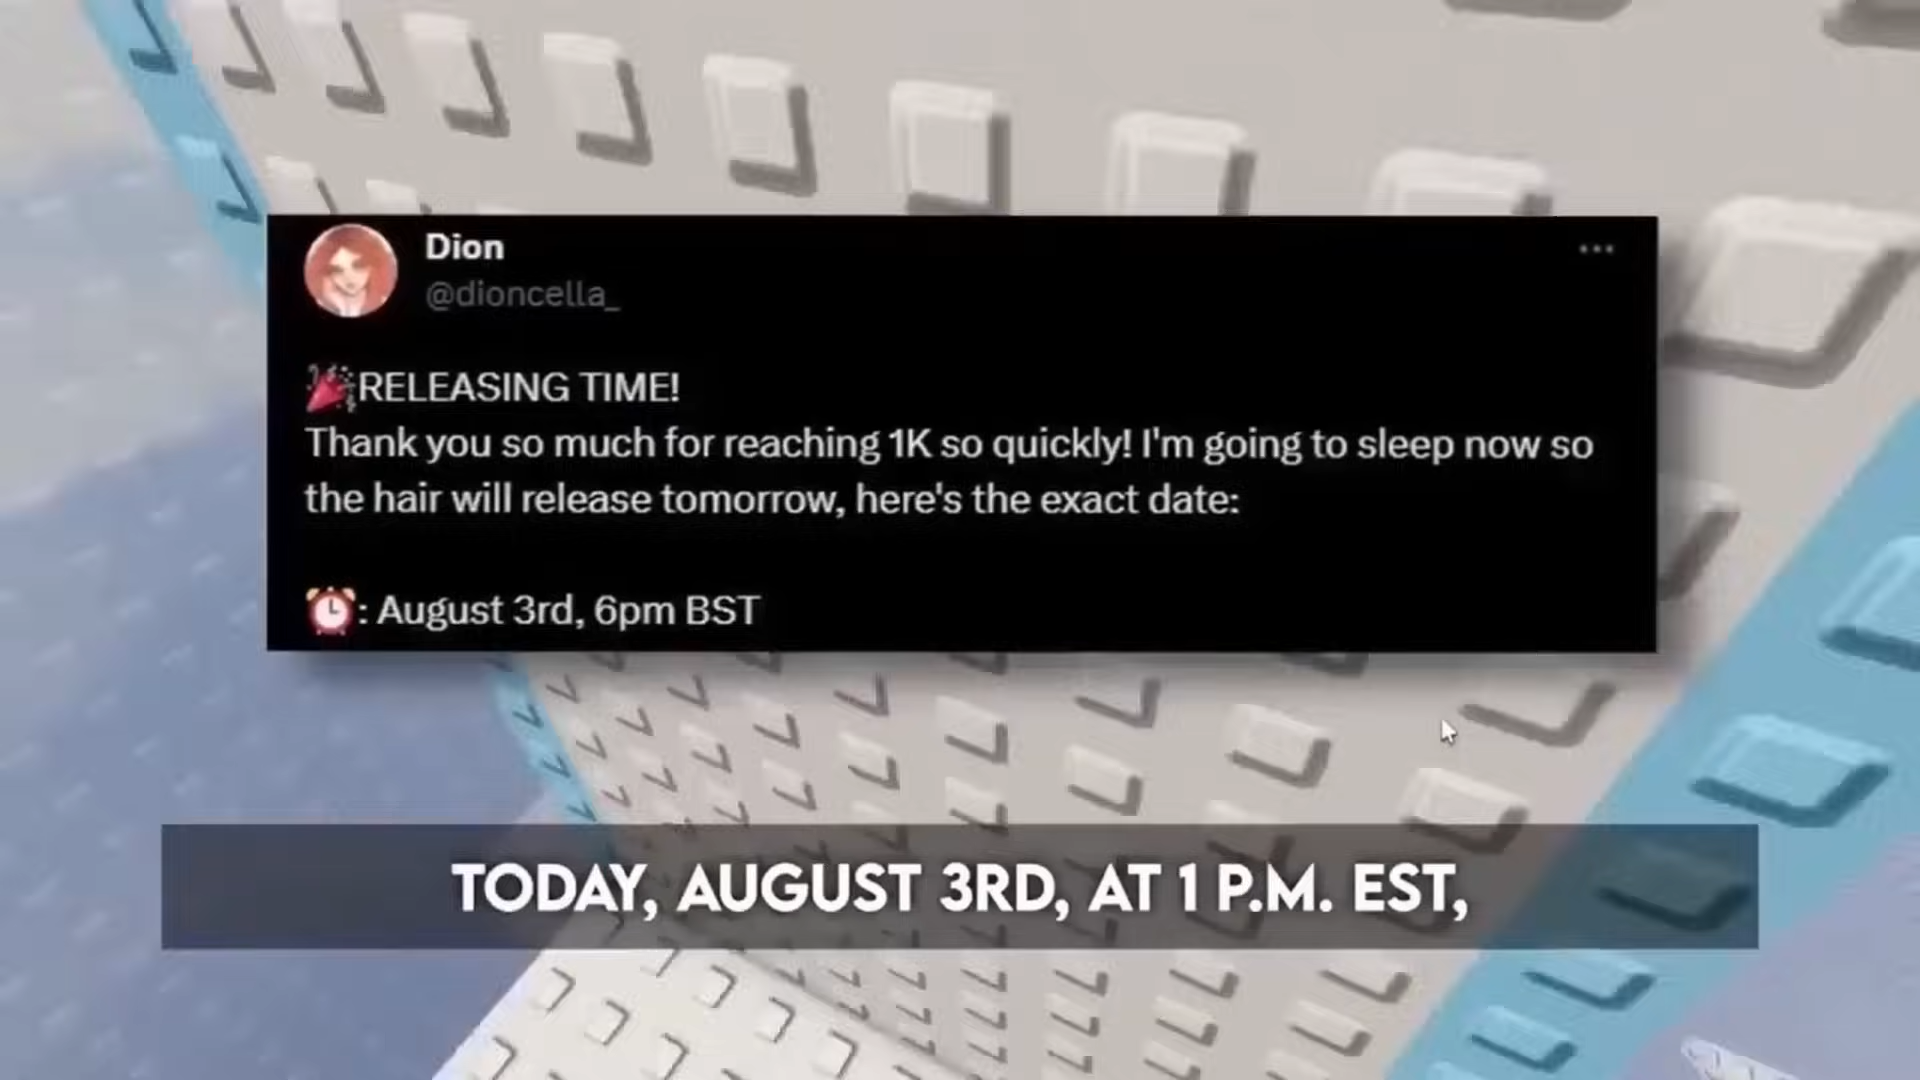 Dion
@dioncella_
🎉RELEASING TIME!
Thank you so much for reaching 1K so quickly! I'm going to sleep now so
the hair will release tomorrow, here's the exact date:
⏰: August 3rd, 6pm BST
TODAY, AUGUST 3RD, AT 1 P.M. EST,